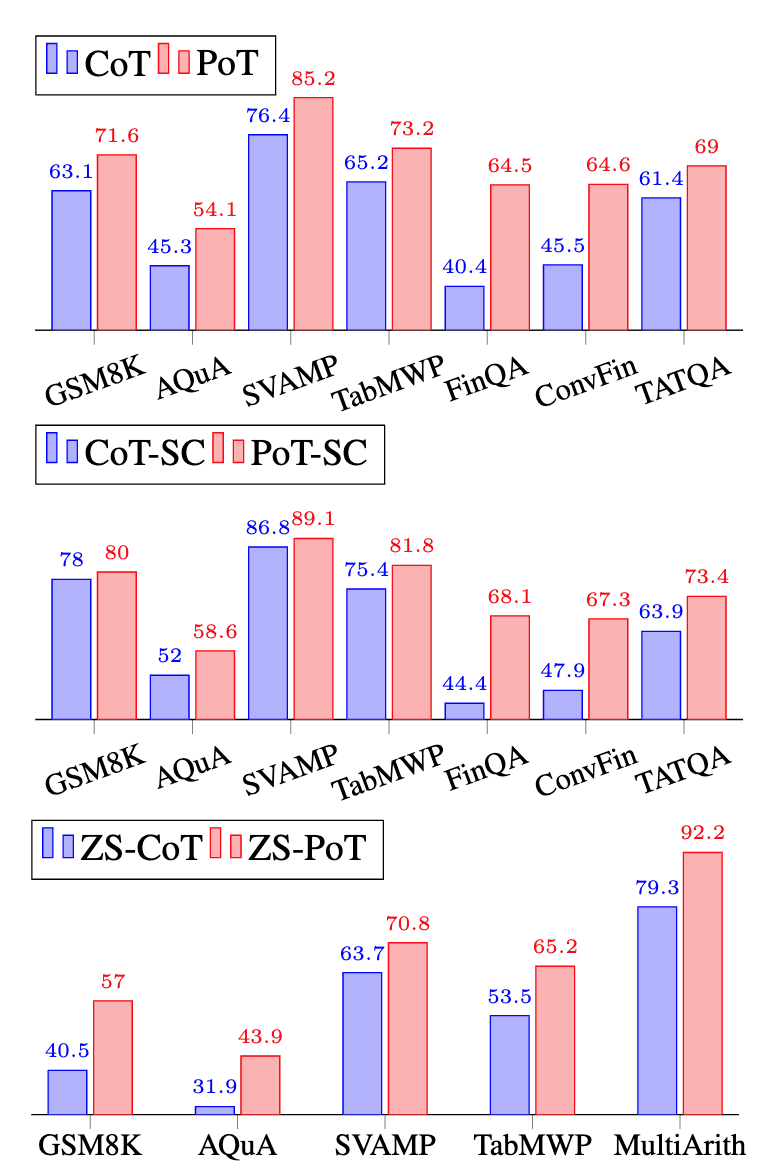 CoT PoT
63.1 71.6 45.3 54.1 76.4 85.2 65.2 73.2 40.4 64.5 45.5 64.6 61.4 69
GSM8K AQuA SVAMP TabMWP FinQA ConvFin TATQA
CoT-SC PoT-SC
78 80 52 58.6 86.8 89.1 75.4 81.8 44.4 68.1 47.9 67.3 63.9 73.4
GSM8K AQuA SVAMP TabMWP FinQA ConvFin TATQA
ZS-CoT ZS-PoT
40.5 57 31.9 43.9 63.7 70.8 53.5 65.2 79.3 92.2
GSM8K AQuA SVAMP TabMWP MultiArith